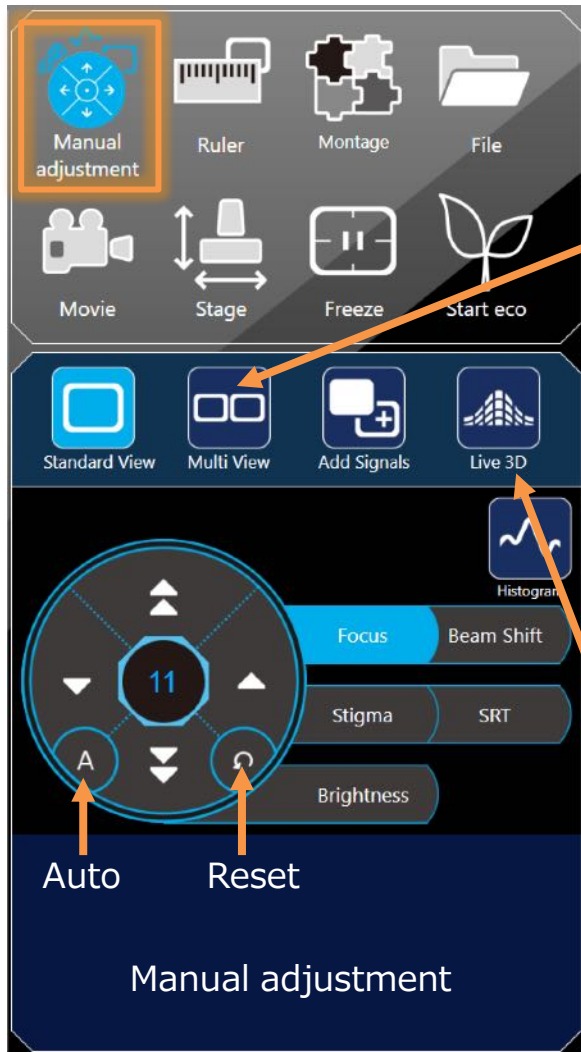 Manual
adjustment
Ruler
Montage
File
Movie
Stage
Freeze
Start eco
Standard View
Multi View
Add Signals
Live 3D
Histogram
11
Focus
Beam Shift
Stigma
SRT
A
Brightness
Auto
Reset
Manual adjustment